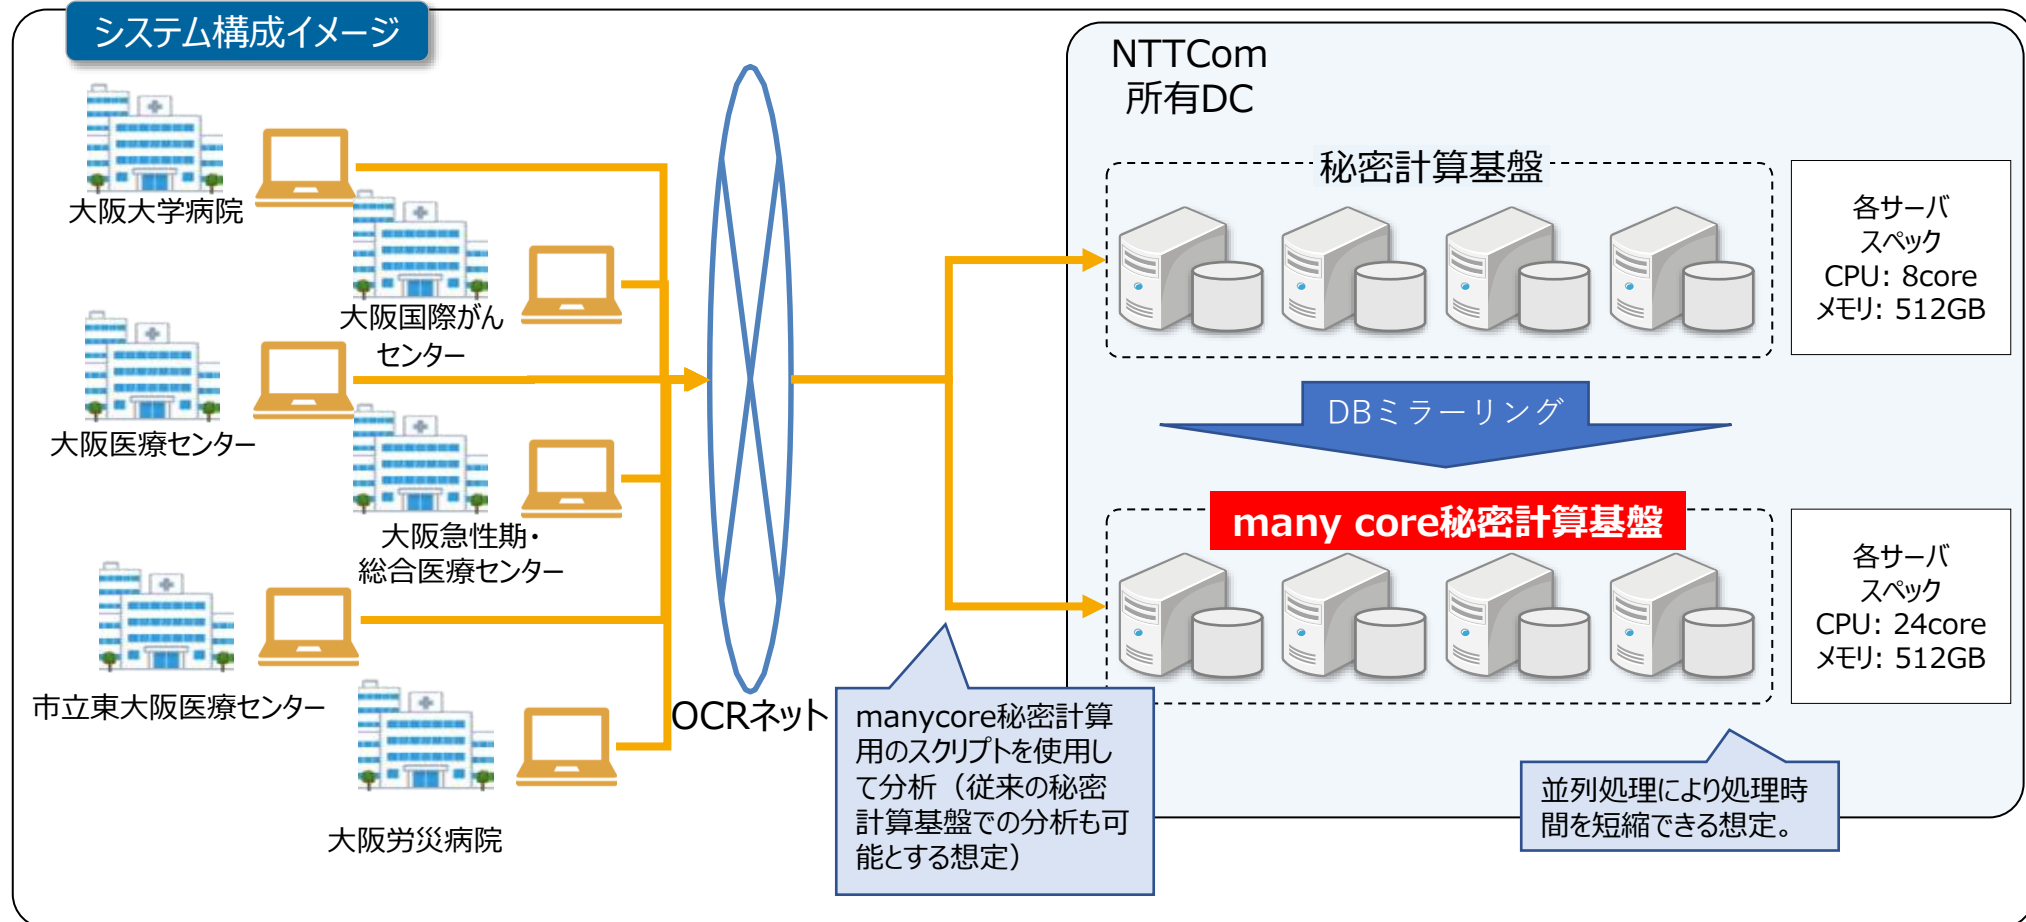 システム構成イメージ
NTTCom
所有DC
大阪大学病院
大阪国際がん
センター
大阪医療センター
大阪急性期・
総合医療センター
市立東大阪医療センター
大阪労災病院
OCRネット
秘密計算基盤
各サーバ
スペック
CPU: 8core
メモリ: 512GB
DBミラーリング
many core秘密計算基盤
各サーバ
スペック
CPU: 24core
メモリ: 512GB
manycore秘密計算
用のスクリプトを使用し
て分析（従来の秘密
計算基盤での分析も可
能とする想定）
並列処理により処理時
間を短縮できる想定。